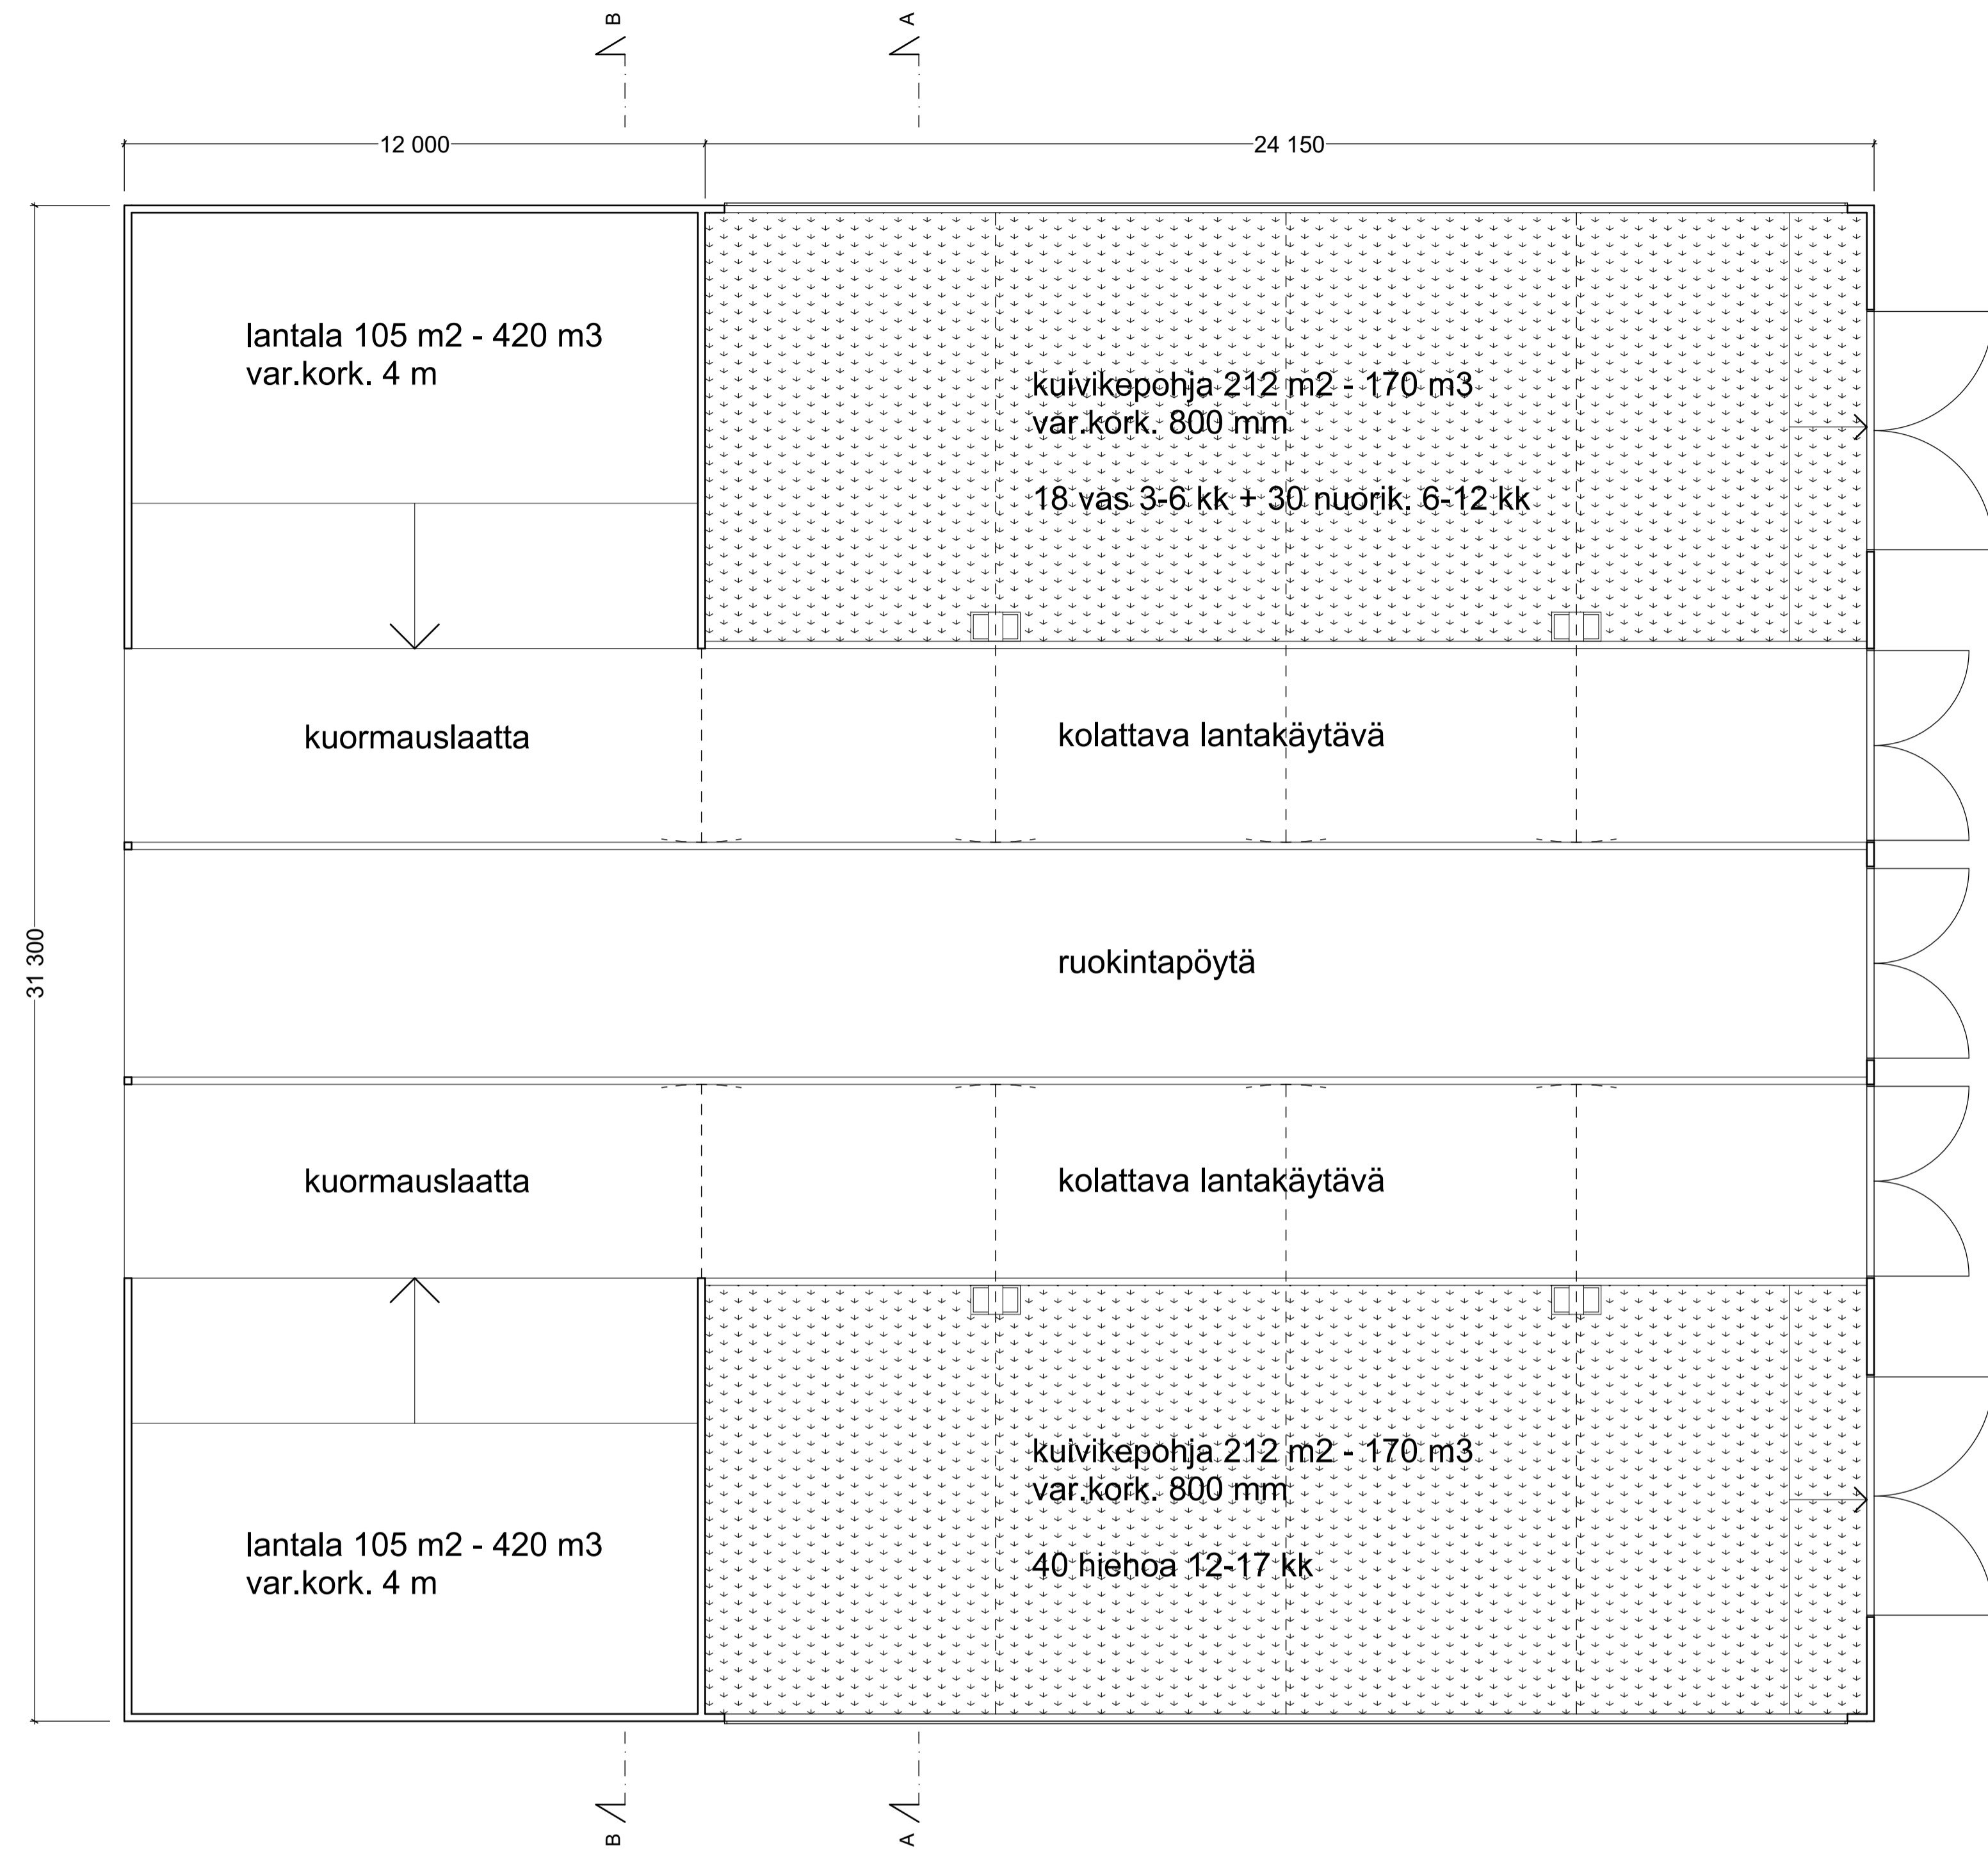 B
A
12 000
24 150
lantala 105 m2 - 420 m3
var.kork. 4 m
kuivikepohja 212 m2 - 170 m3
var.kork. 800 mm
18 vas 3-6 kk + 30 nuorik. 6-12 kk
kuormauslaatta
kolattava lantakäytävä
31 300
ruokintapöytä
kuormauslaatta
kolattava lantakäytävä
kuivikepohja 212 m2 - 170 m3
var.kork. 800 mm
40 hiehoa 12-17 kk
lantala 105 m2 - 420 m3
var.kork. 4 m
B
A